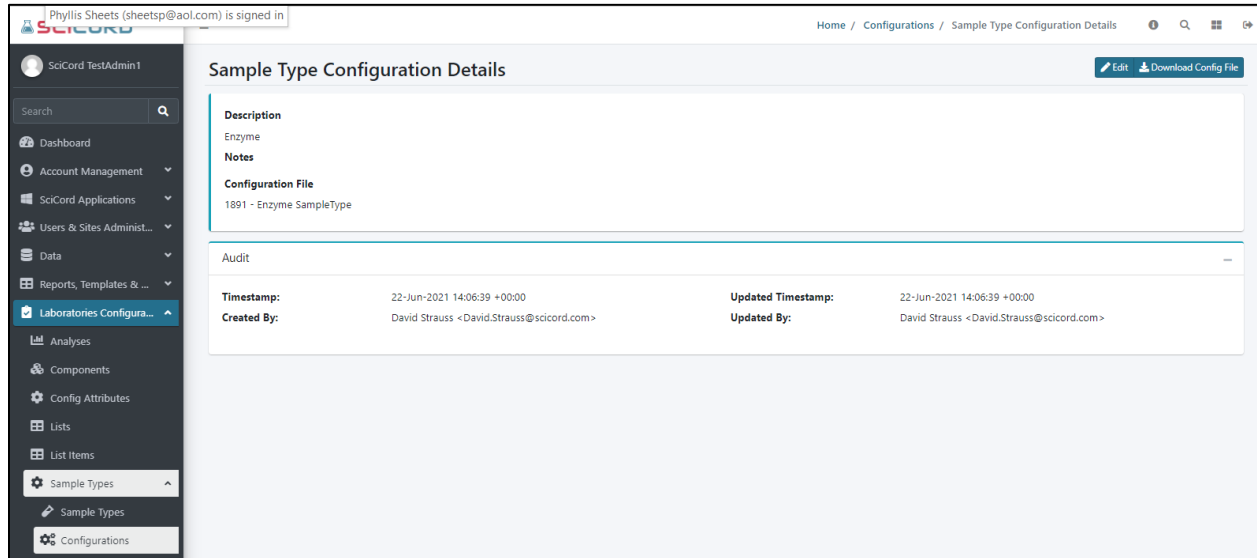 Phyllis Sheets (sheetsp@aol.com) is signed in
SCICORD
Home / Configurations / Sample Type Configuration Details
SciCord TestAdmin1
Sample Type Configuration Details
Edit
Download Config File
Search
Description
Enzyme
Notes
Configuration File
1891 - Enzyme SampleType
Dashboard
Account Management
SciCord Applications
Users & Sites Administ...
Data
Reports, Templates & ...
Laboratories Configura...
Analyses
Components
Config Attributes
Lists
List Items
Sample Types
Sample Types
Configurations
Audit
Timestamp: 22-Jun-2021 14:06:39 +00:00 Updated Timestamp: 22-Jun-2021 14:06:39 +00:00
Created By: David Strauss <David.Strauss@scicord.com> Updated By: David Strauss <David.Strauss@scicord.com>